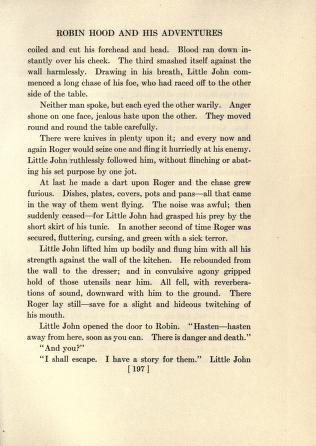 ROBIN HOOD AND HIS ADVENTURES
coiled and cut his forehead and head. Blood ran down in-
stantly over his cheek. The third smashed itself against the
wall harmlessly. Drawing in his breath, Little John com-
menced a long chase of his foe, who had raced off to the other
side of the table.
Neither man spoke, but each eyed the other warily. Anger
shone on one face, jealous hate upon the other. They moved
round and round the table carefully.
There were knives in plenty upon it; and every now and
again Roger would seize one and fling it hurriedly at his enemy.
Little John ruthlessly followed him, without flinching or abat-
ing his set purpose by one jot.
At last he made a dart upon Roger and the chase grew
furious. Dishes, plates, covers, pots and pans—all that came
in the way of them went flying. The noise was awful; then
suddenly ceased—for Little John had grasped his prey by the
short skirt of his tunic. In another second of time Roger was
secured, fluttering, cursing, and green with a sick terror.
Little John lifted him up bodily and flung him with all his
strength against the wall of the kitchen. He rebounded from
the wall to the dresser; and in convulsive agony gripped
hold of those utensils near him. All fell, with reverbera-
tions of sound, downward with him to the ground. There
Roger lay still—save for a slight and hideous twitching of
his mouth.
Little John opened the door to Robin. "Hasten—hasten
away from here, soon as you can. There is danger and death."
"And you?"
"I shall escape. I have a story for them." Little John
[ 197 ]